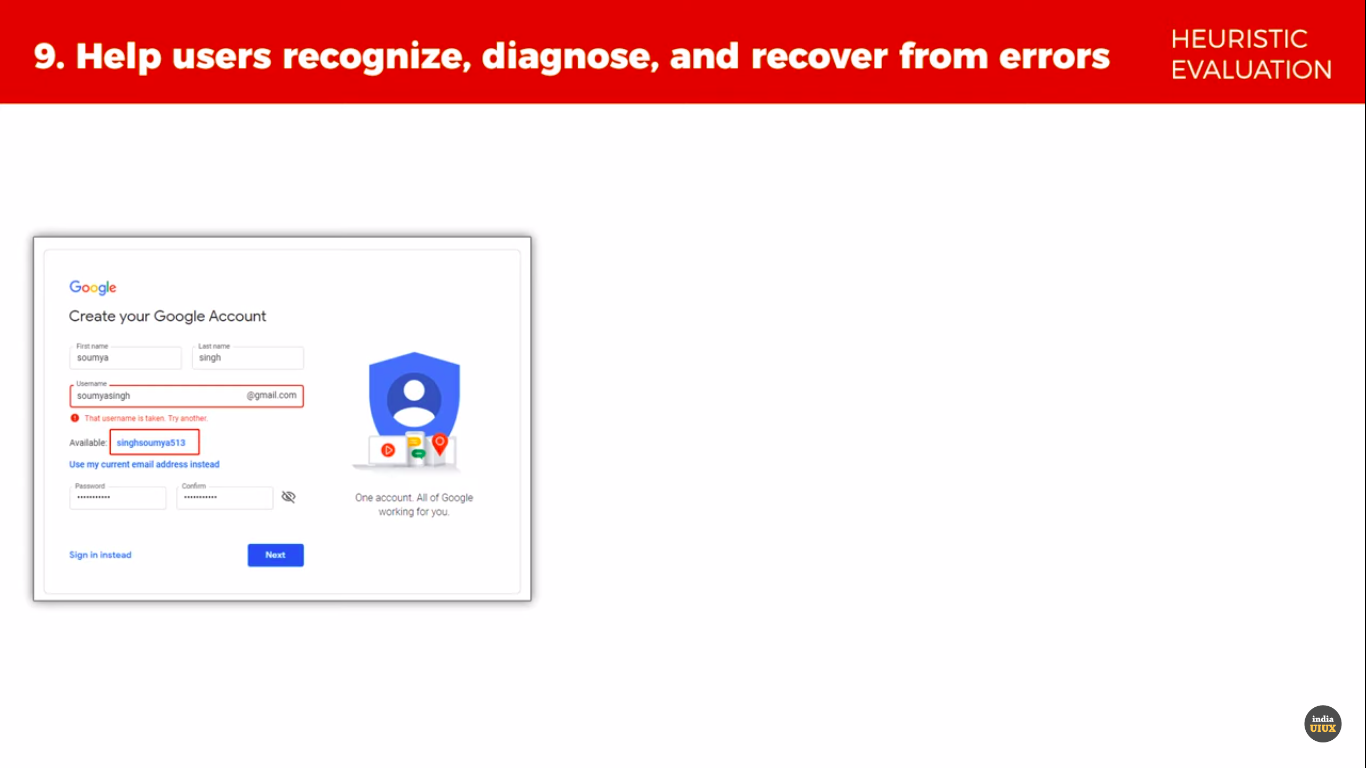 9. Help users recognize, diagnose, and recover from errors
HEURISTIC
EVALUATION
Google
Create your Google Account
First name
soumya
Last name
singh
Username
soumyasingh
@gmail.com
That username is taken. Try another.
Available: singhsoumya513
Use my current email address instead
Password
Confirm
Sign in instead
Next
One account. All of Google
working for you.
india
UIUX